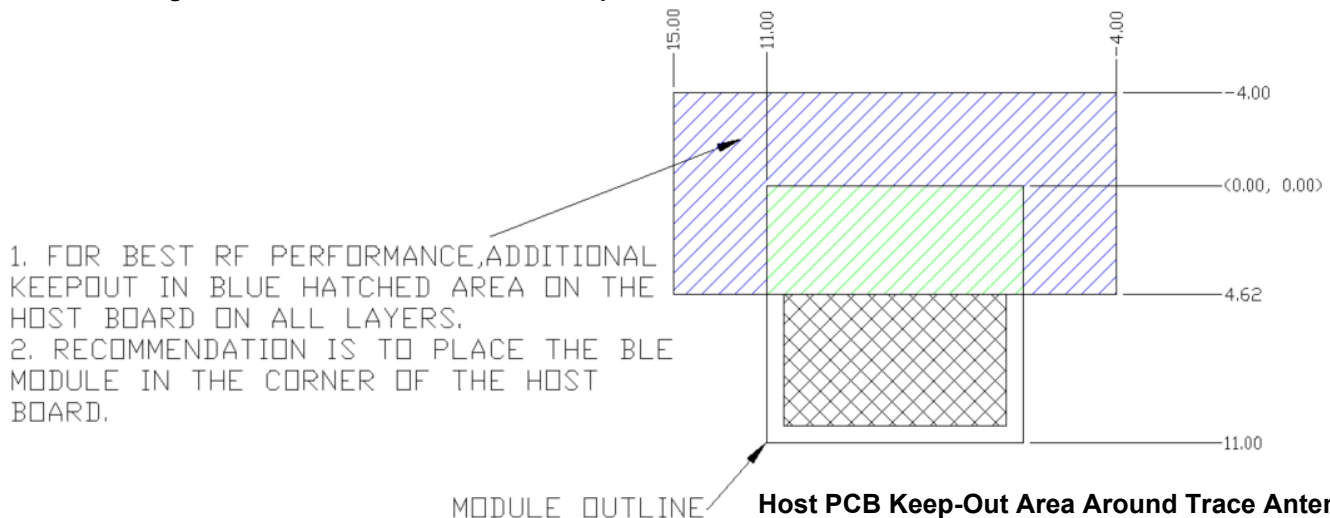 15.00
11.00
-4.00
-4.00
(0.00, 0.00)
1. FOR BEST RF PERFORMANCE,ADDITIONAL
KEEPOUT IN BLUE HATCHED AREA ON THE
HOST BOARD ON ALL LAYERS.
4.62
2. RECOMMENDATION IS TO PLACE THE BLE
MODULE IN THE CORNER OF THE HOST
BOARD.
11.00
MODULE OUTLINE
Host PCB Keep-Out Area Around Trace Anter